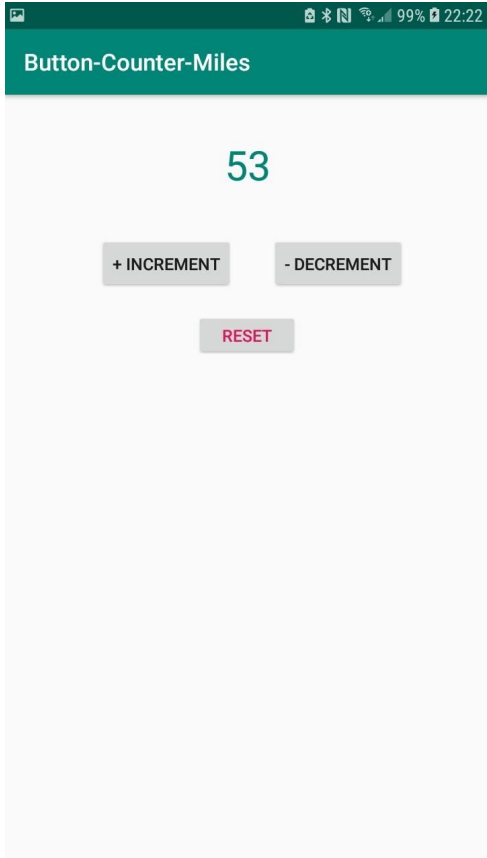 99% 22:22
Button-Counter-Miles
53
+ INCREMENT - DECREMENT
RESET